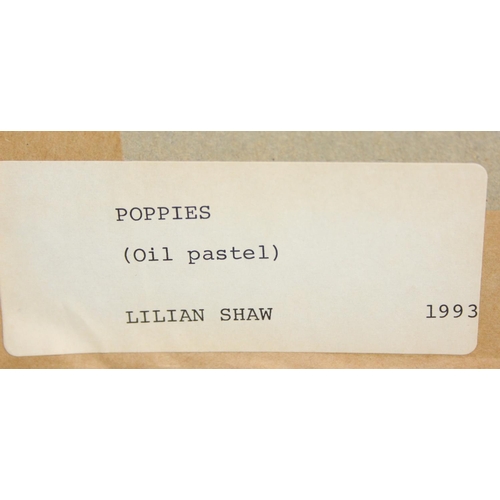 POPPIES
(Oil pastel)
LILIAN SHAW 1993